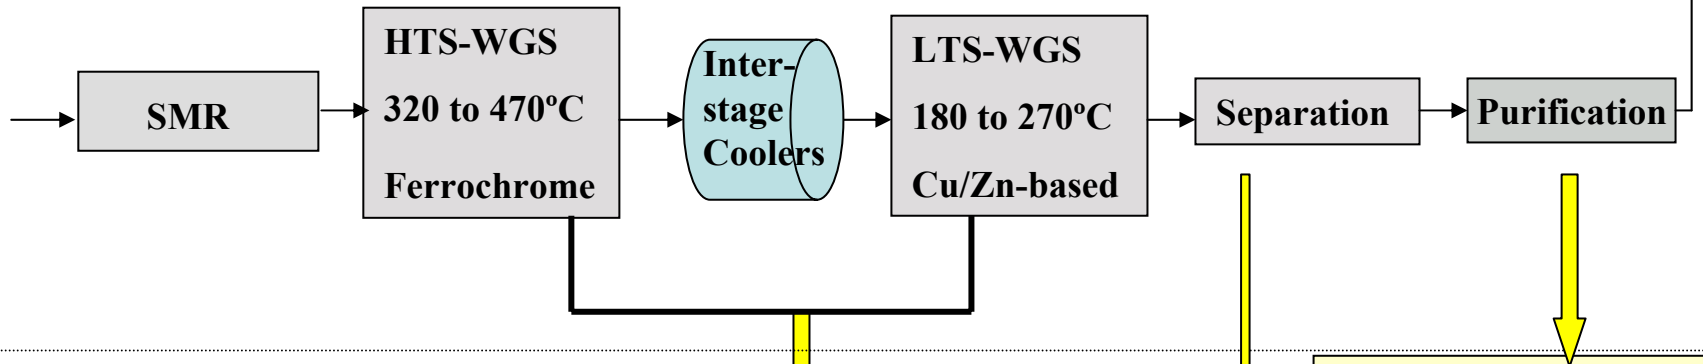 SMR
HTS-WGS
320 to 470ºC
Ferrochrome
Inter-
stage
Coolers
LTS-WGS
180 to 270ºC
Cu/Zn-based
Separation
Purification